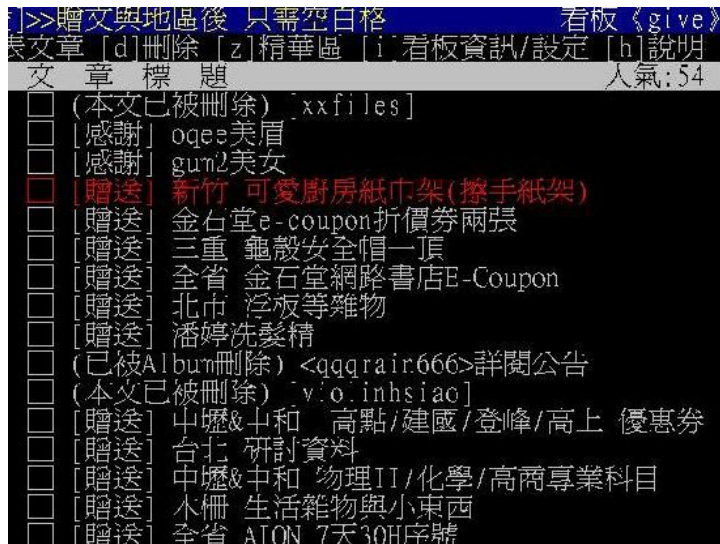 ]>>贈文與地區後 只需空白格 看板《give》
表文章 [d]刪除 [z]精華區 [i]看板資訊/設定 [h]說明
文 章 標 題 人氣:54
□ (本文已被刪除) [xxfiles]
□ [感謝] oqee美眉
□ [感謝] gum2美女
□ [贈送] 新竹 可愛廚房紙巾架(擦手紙架)
□ [贈送] 金石堂e-coupon折價券兩張
□ [贈送] 三重 龜殼安全帽一頂
□ [贈送] 全省 金石堂網路書店E-Coupon
□ [贈送] 北市 浮板等雜物
□ [贈送] 潘婷洗髮精
□ (已被Album刪除) <qqqrain666>詳閱公告
□ (本文已被刪除) [violinhsiao]
□ [贈送] 中壢&中和 高點/建國/登峰/高上 優惠券
□ [贈送] 台北 研討資料
□ [贈送] 中壢&中和 物理II/化學/高商專業科目
□ [贈送] 木柵 生活雜物與小東西
□ [贈送] 全省 AION 7天30H序號